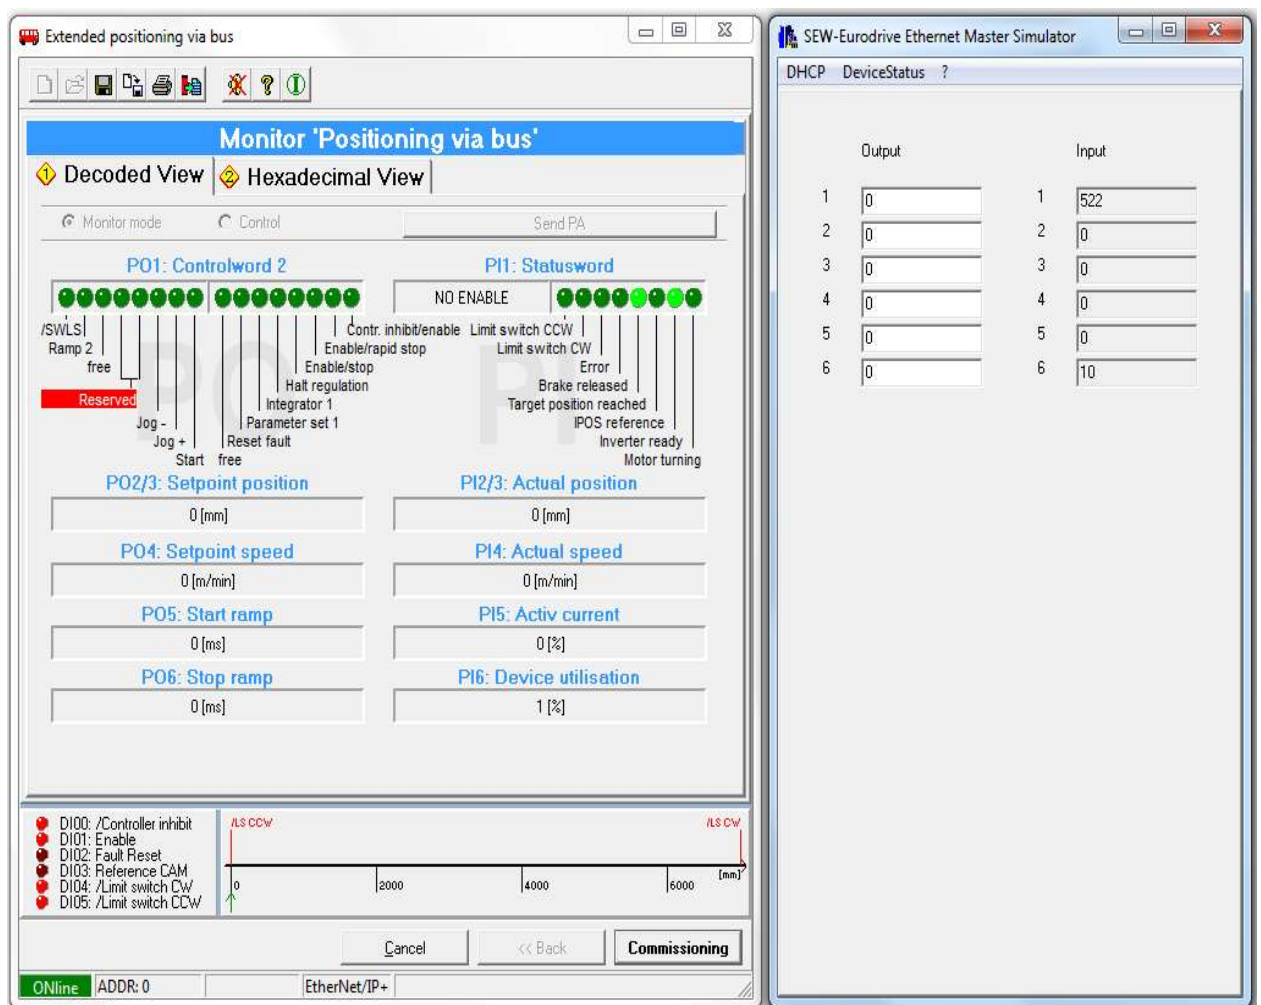 Extended positioning via bus
Monitor 'Positioning via bus'
1 Decoded View
2 Hexadecimal View
Monitor mode
Control
Send PA
PO1: Controlword 2
PI1: Statusword
NO ENABLE
/SWLS
Ramp 2
free
Reserved
Jog -
Jog +
Start
Contr. inhibit/enable
Enable/rapid stop
Enable/stop
Halt regulation
Integrator 1
Parameter set 1
Reset fault
free
Limit switch CCW
Limit switch CW
Error
Brake released
Target position reached
IPOS reference
Inverter ready
Motor turning
PO
PI
PO2/3: Setpoint position
0 [mm]
PI2/3: Actual position
0 [mm]
PO4: Setpoint speed
0 [m/min]
PI4: Actual speed
0 [m/min]
PO5: Start ramp
0 [ms]
PI5: Activ current
0 [%]
PO6: Stop ramp
0 [ms]
PI6: Device utilisation
1 [%]
DI00: /Controller inhibit
DI01: Enable
DI02: Fault Reset
DI03: Reference CAM
DI04: /Limit switch CW
DI05: /Limit switch CCW
/LS CCW
/LS CW
0 2000 4000 6000 [mm]
Cancel
<< Back
Commissioning
ONline ADDR: 0 EtherNet/IP+
SEW-Eurodrive Ethernet Master Simulator
DHCP DeviceStatus ?
Output Input
1 0 1 522
2 0 2 0
3 0 3 0
4 0 4 0
5 0 5 0
6 0 6 10